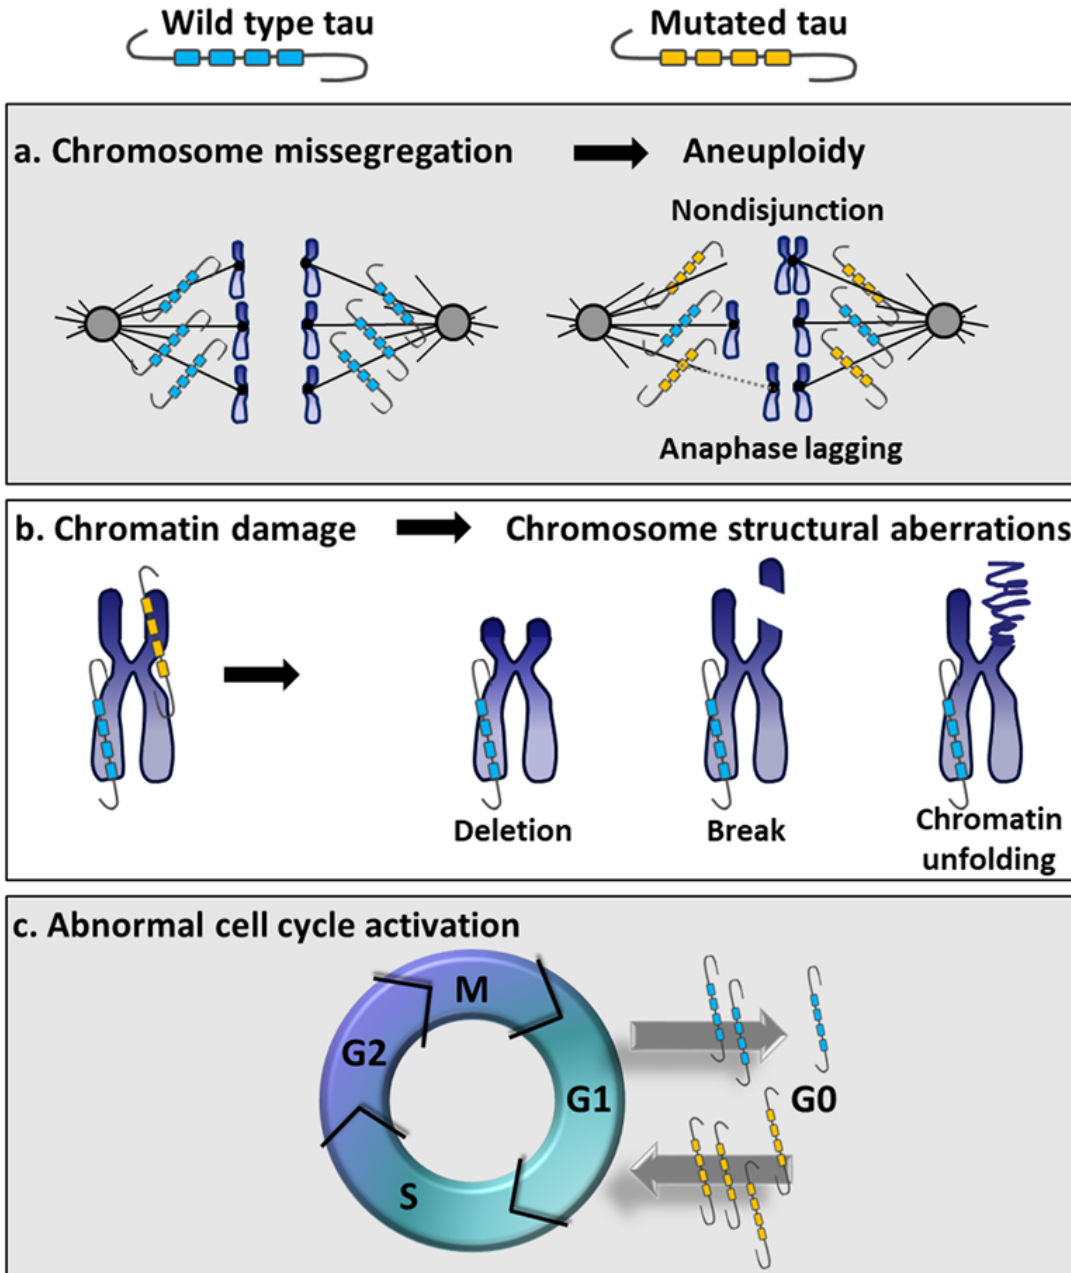 Wild type tau
Mutated tau
a. Chromosome missegregation
Aneuploidy
Nondisjunction
Anaphase lagging
b. Chromatin damage
Chromosome structural aberrations
Deletion
Break
Chromatin
unfolding
c. Abnormal cell cycle activation
M
G2
G1
G0
S